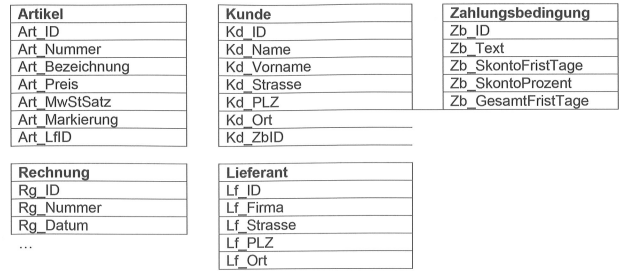 Artikel
Art_ID
Art_Nummer
Art_Bezeichnung
Art_Preis
Art_MwStSatz
Art_Markierung
Art_LflD
Kunde
Kd_ID
Kd_Name
Kd_Vorname
Kd_Strasse
Kd_PLZ
Kd_Ort
Kd_ZbID
Zahlungsbedingung
Zb_ID
Zb_Text
Zb_SkontoFristTage
Zb_SkontoProzent
Zb_GesamtFristTage
Rechnung
Rg_ID
Rg_Nummer
Rg_Datum
...
Lieferant
Lf_ID
Lf_Firma
Lf_Strasse
Lf_PLZ
Lf_Ort